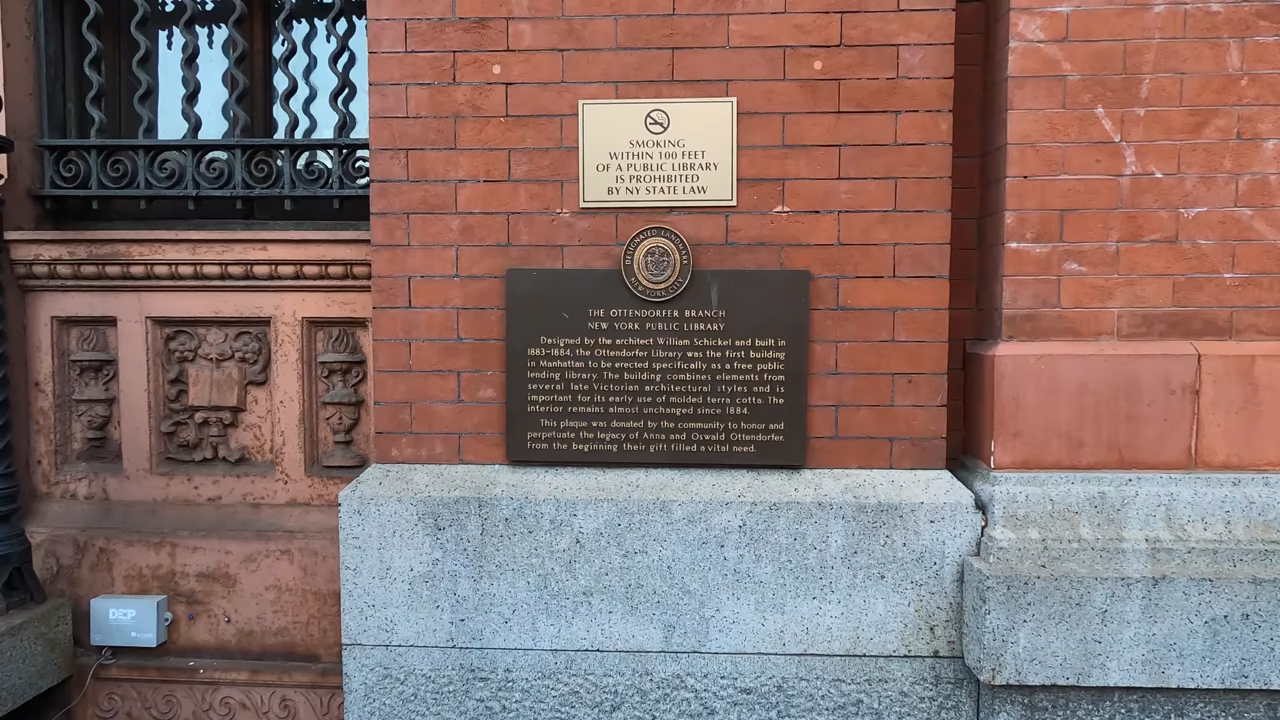 SMOKING
WITHIN 100 FEET
OF A PUBLIC LIBRARY
IS PROHIBITED
BY NY STATE LAW
DESIGNATED LANDMARK
NEW YORK CITY
THE OTTENDORFER BRANCH
NEW YORK PUBLIC LIBRARY
Designed by the architect William Schickel and built in
1883-1884, the Ottendorfer Library was the first building
in Manhattan to be erected specifically as a free public
lending library. The building combines elements from
several late Victorian architectural styles and is
important for its early use of molded terra cotta. The
interior remains almost unchanged since 1884.
This plaque was donated by the community to honor and
perpetuate the legacy of Anna and Oswald Ottendorfer.
From the beginning their gift filled a vital need.
DEP